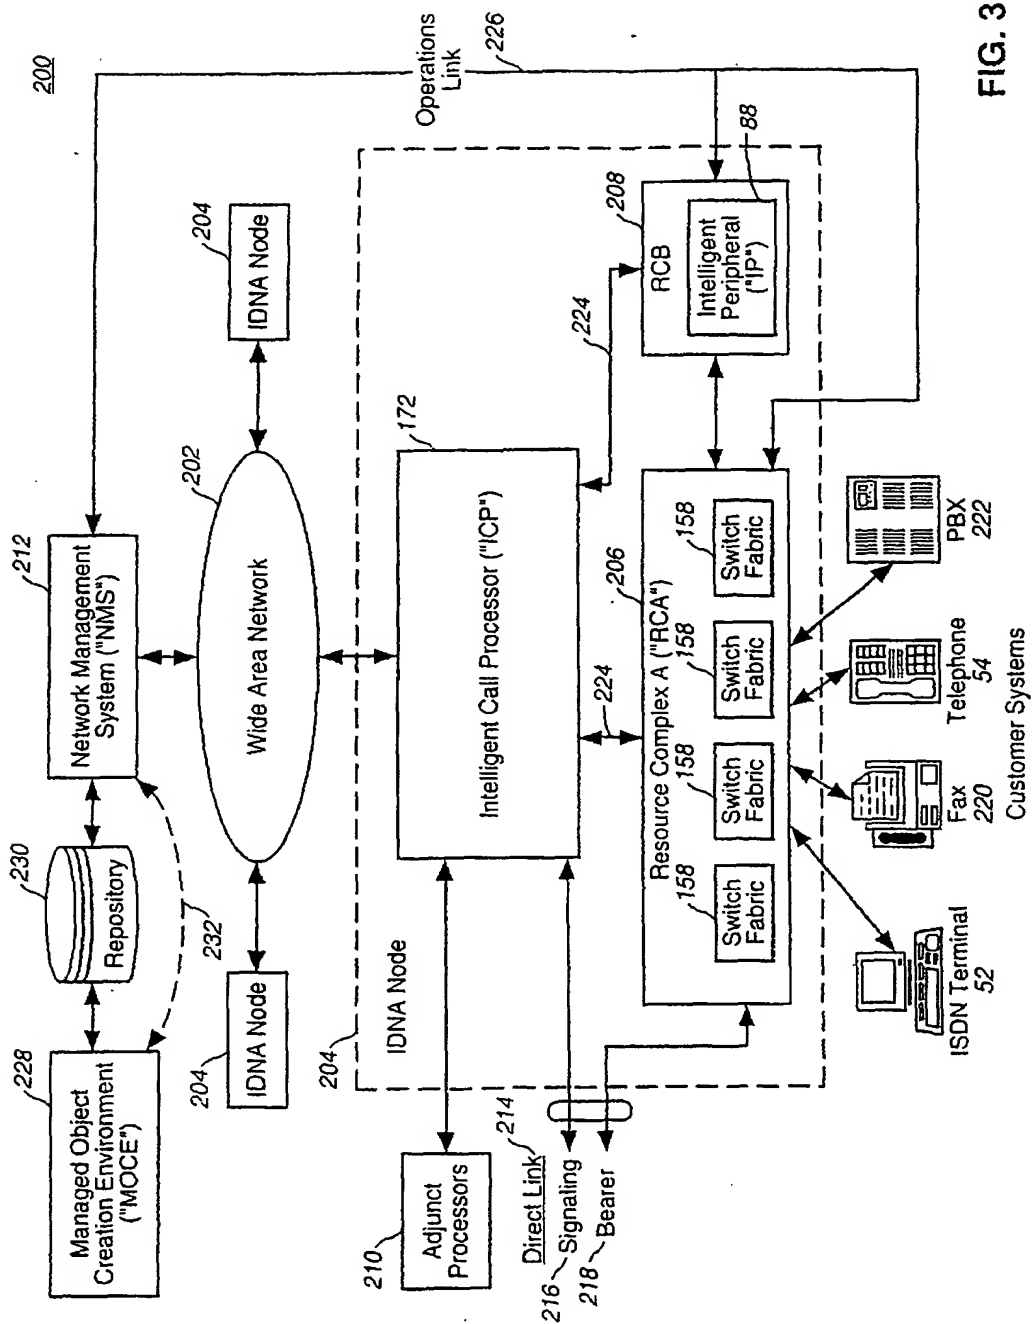 200
228
Managed Object
Creation Environment
("MOCE")
230
Repository
232
212
Network Management
System ("NMS")
202
Wide Area Network
204
IDNA Node
204
IDNA Node
Operations
Link
226
204
IDNA Node
210
Adjunct
Processors
Direct Link
214
216
Signaling
218
Bearer
172
Intelligent Call Processor ("ICP")
224
224
208
RCB
Intelligent
Peripheral
("IP")
88
206
Resource Complex A ("RCA")
158
Switch
Fabric
158
Switch
Fabric
158
Switch
Fabric
158
Switch
Fabric
ISDN Terminal
52
Fax
220
Telephone
54
PBX
222
Customer Systems
FIG. 3